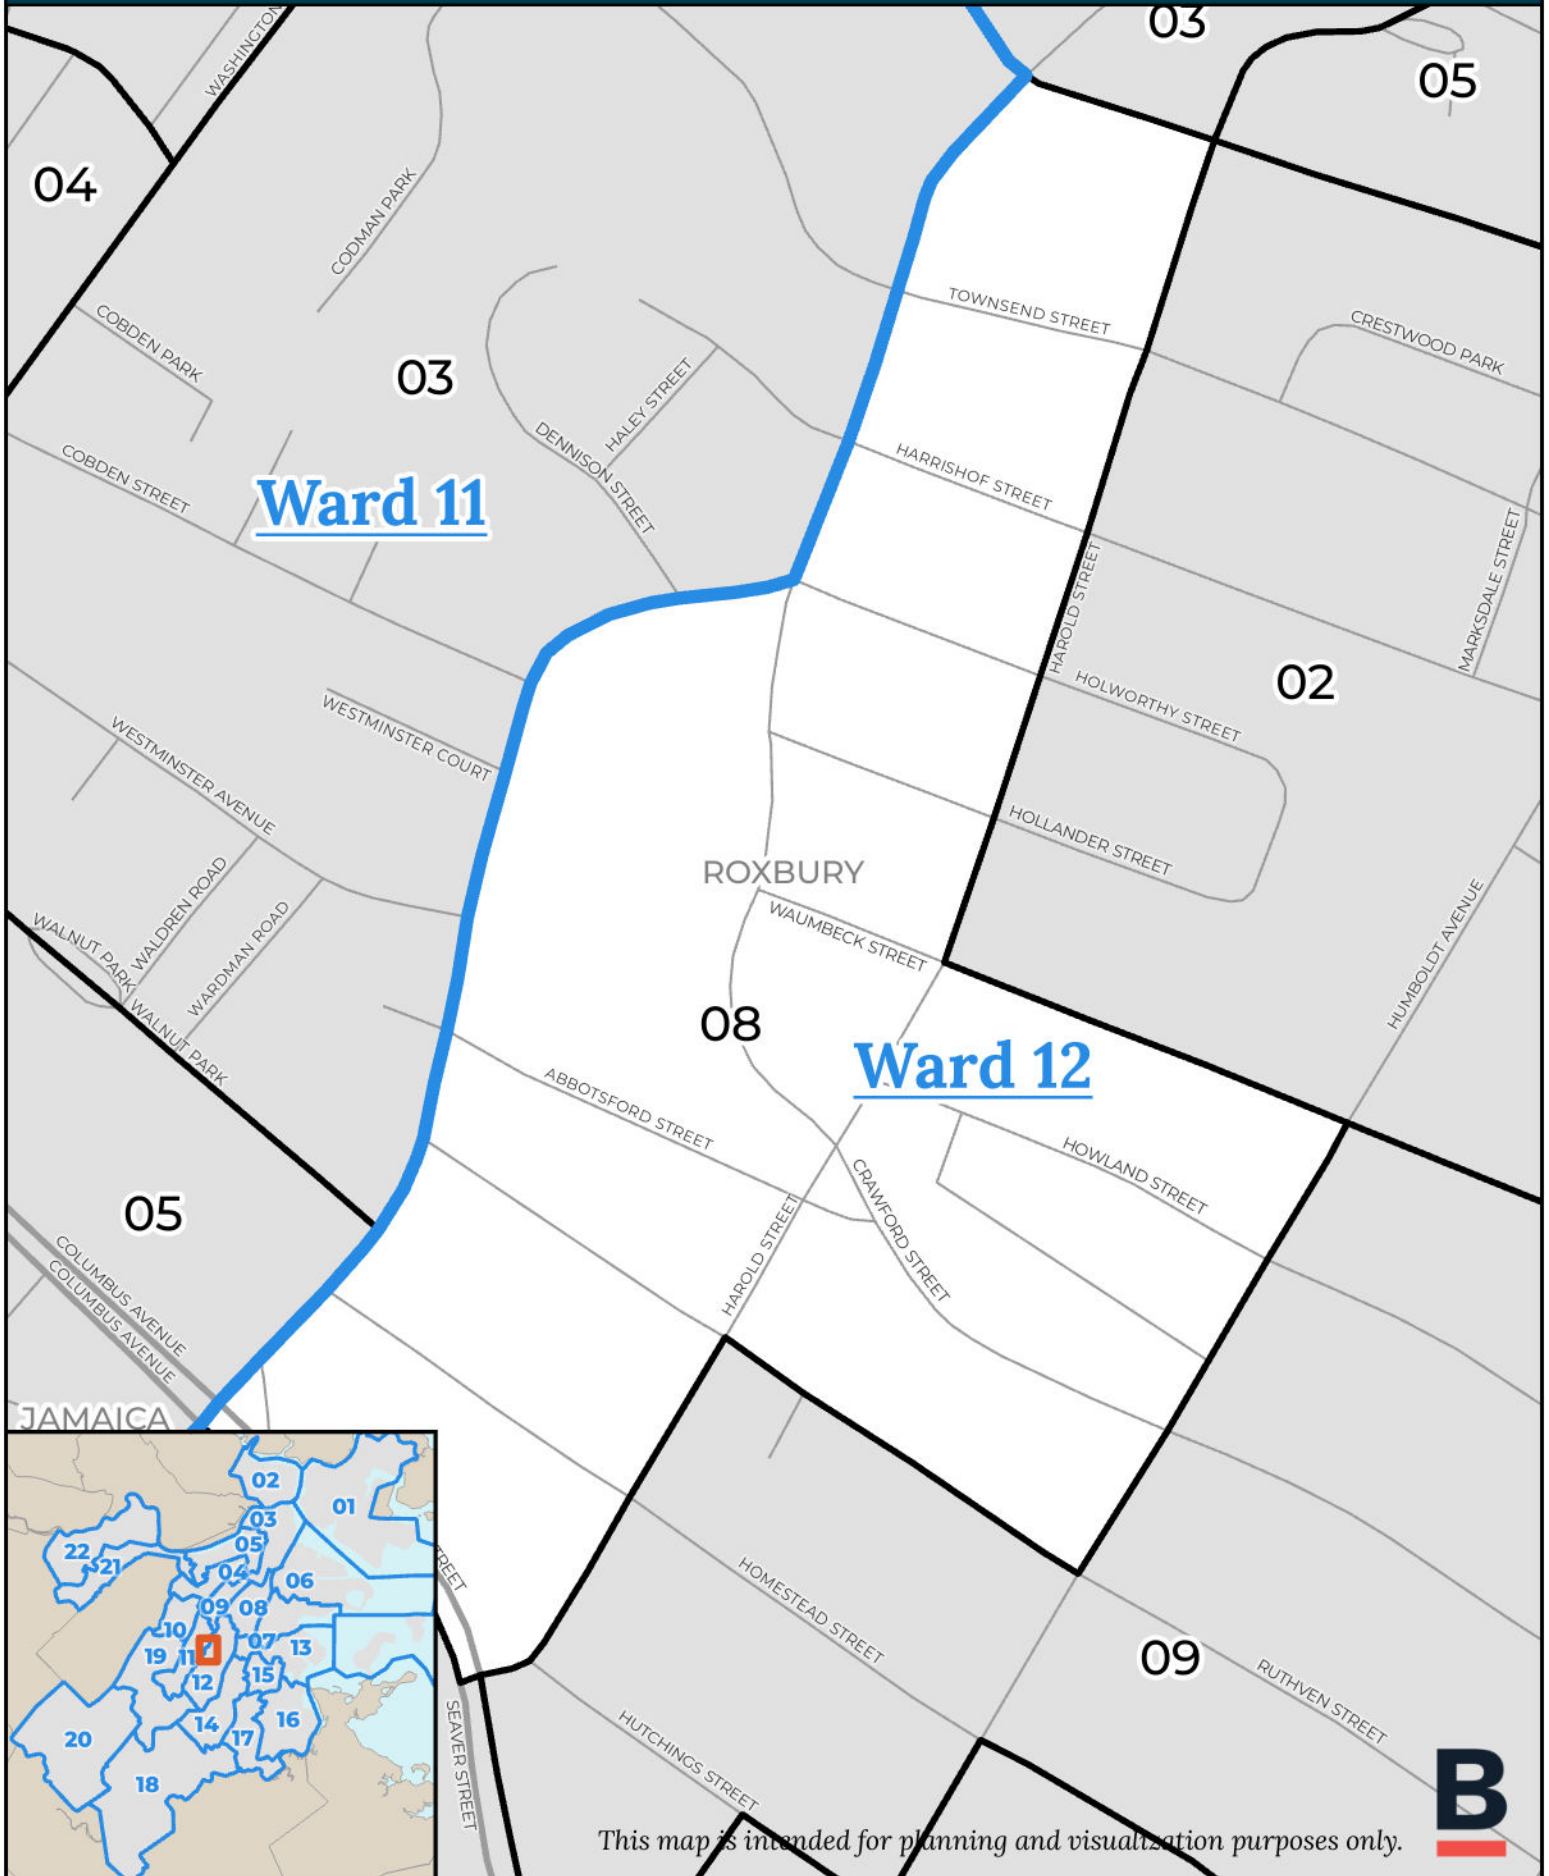 03
05
WASHINGTON
04
CODMAN PARK
COBDEN PARK
TOWNSEND STREET
CRESTWOOD PARK
03
HALEY STREET
DENNISON STREET
HARRISHOF STREET
COBDEN STREET
Ward 11
MARKSDALE STREET
HAROLD STREET
02
HOLWORTHY STREET
WESTMINSTER COURT
WESTMINSTER AVENUE
HOLLANDER STREET
ROXBURY
WAUMBECK STREET
WALDREN ROAD
WARDMAN ROAD
WALNUT PARK
WALNUT PARK
HUMBOLDT AVENUE
08
Ward 12
ABBOTSFORD STREET
HOWLAND STREET
CRAWFORD STREET
HAROLD STREET
05
COLUMBUS AVENUE
COLUMBUS AVENUE
JAMAICA
02
01
03
05
22
21
04
06
09
08
10
07
13
19
11
12
15
14
16
17
20
18
TREET
HOMESTEAD STREET
09
RUTHVEN STREET
SEAVER STREET
HUTCHINGS STREET
B
This map is intended for planning and visualization purposes only.